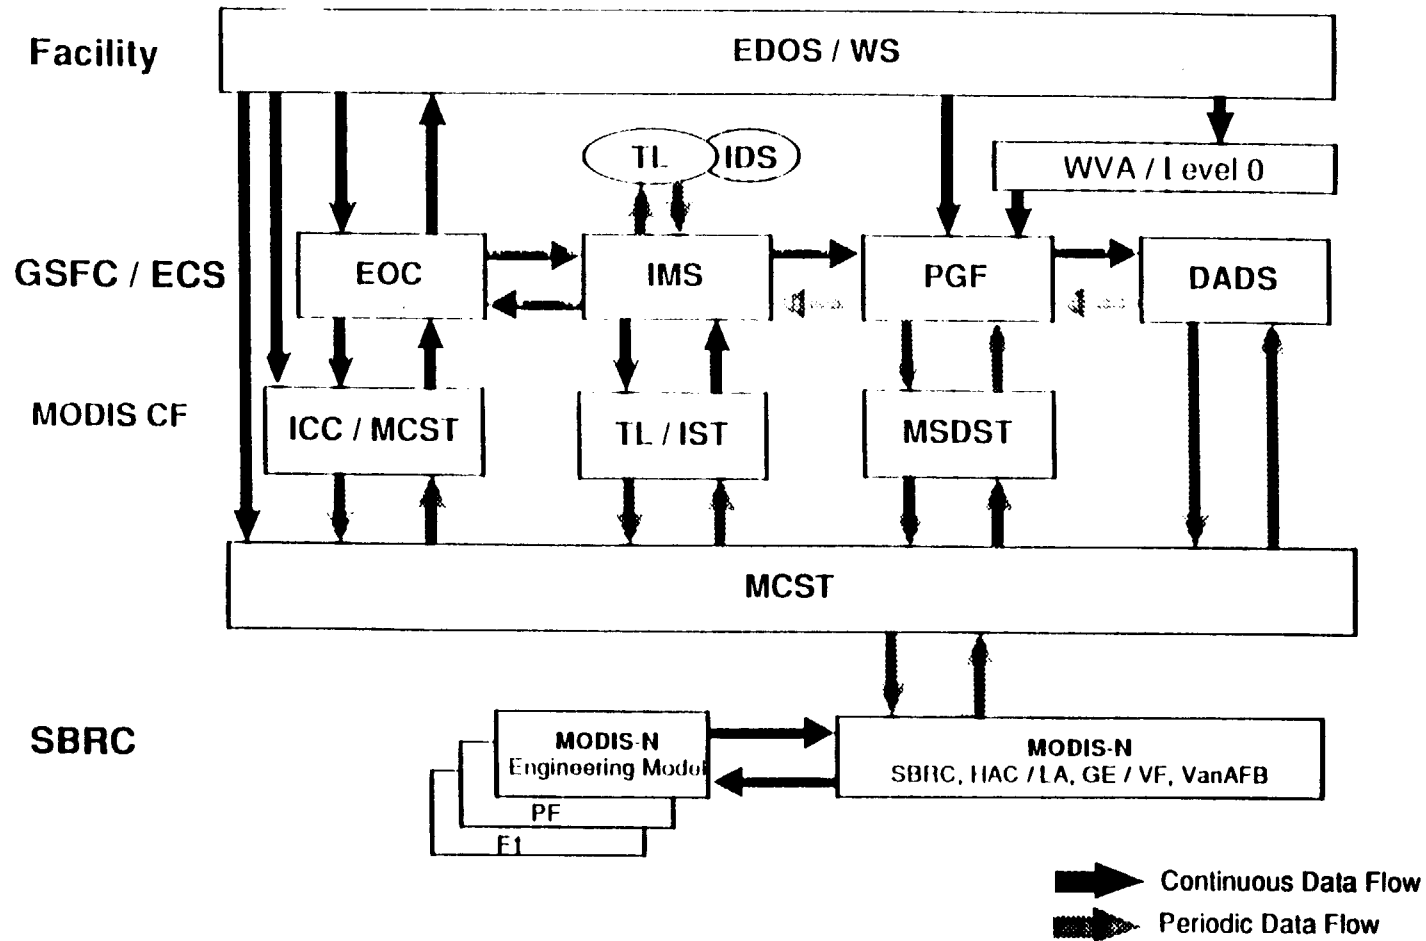 Facility
EDOS / WS
TL
IDS
WVA / Level 0
GSFC / ECS
EOC
IMS
PGF
DADS
MODIS CF
ICC / MCST
TL / IST
MSDST
MCST
SBRC
MODIS-N
Engineering Model
PF
F1
MODIS-N
SBRC, HAC / LA, GE / VF, VanAFB
Continuous Data Flow
Periodic Data Flow